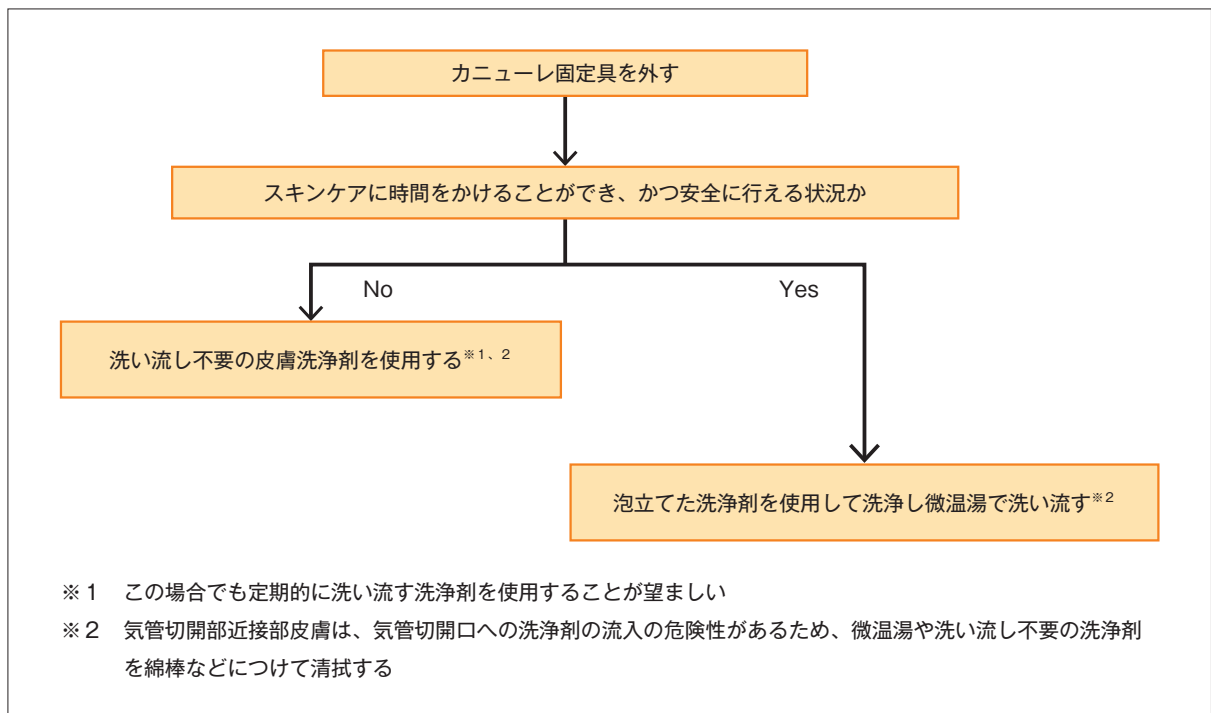 カニューレ固定具を外す
スキンケアに時間をかけることができ、かつ安全に行える状況か
No
Yes
洗い流し不要の皮膚洗浄剤を使用する※1、2
泡立てた洗浄剤を使用して洗浄し微温湯で洗い流す※2
※1 この場合でも定期的に洗い流す洗浄剤を使用することが望ましい
※2 気管切開部近接部皮膚は、気管切開口への洗浄剤の流入の危険性があるため、微温湯や洗い流し不要の洗浄剤
を綿棒などにつけて清拭する